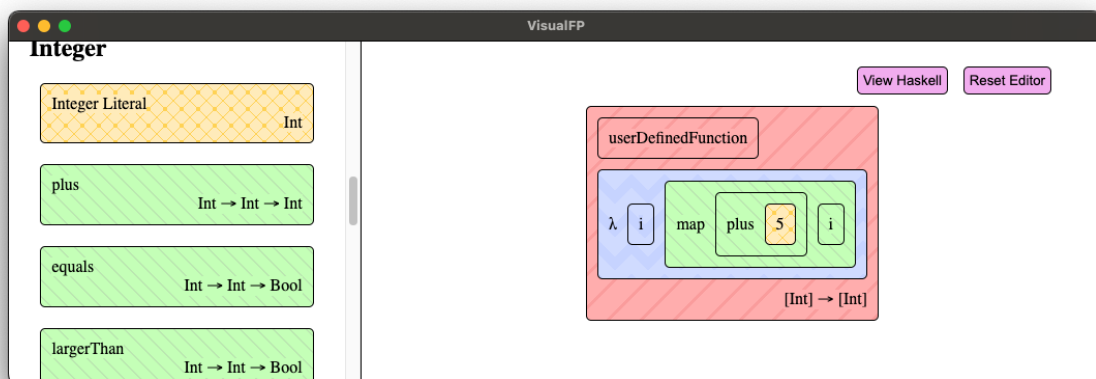 VisualFP
Integer
Integer Literal
Int
plus
Int → Int → Int
equals
Int → Int → Bool
largerThan
Int → Int → Bool
View Haskell
Reset Editor
userDefinedFunction
λ i map plus 5 i
[Int] → [Int]